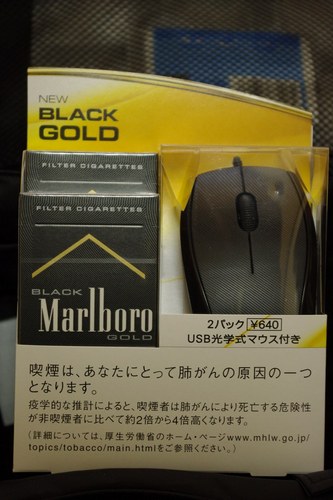 NEW
BLACK
GOLD
FILTER CIGARETTES
FILTER CIGARETTES
BLACK
Marlboro
GOLD
2パック ¥640
USB光学式マウス付き
喫煙は、あなたにとって肺がんの原因の一つ
となります。
疫学的な推計によると、喫煙者は肺がんにより死亡する危険性
が非喫煙者に比べて約2倍から4倍高くなります。
(詳細については、厚生労働省のホーム・ページwww.mhlw.go.jp/
topics/tobacco/main.htmlをご参照ください。)